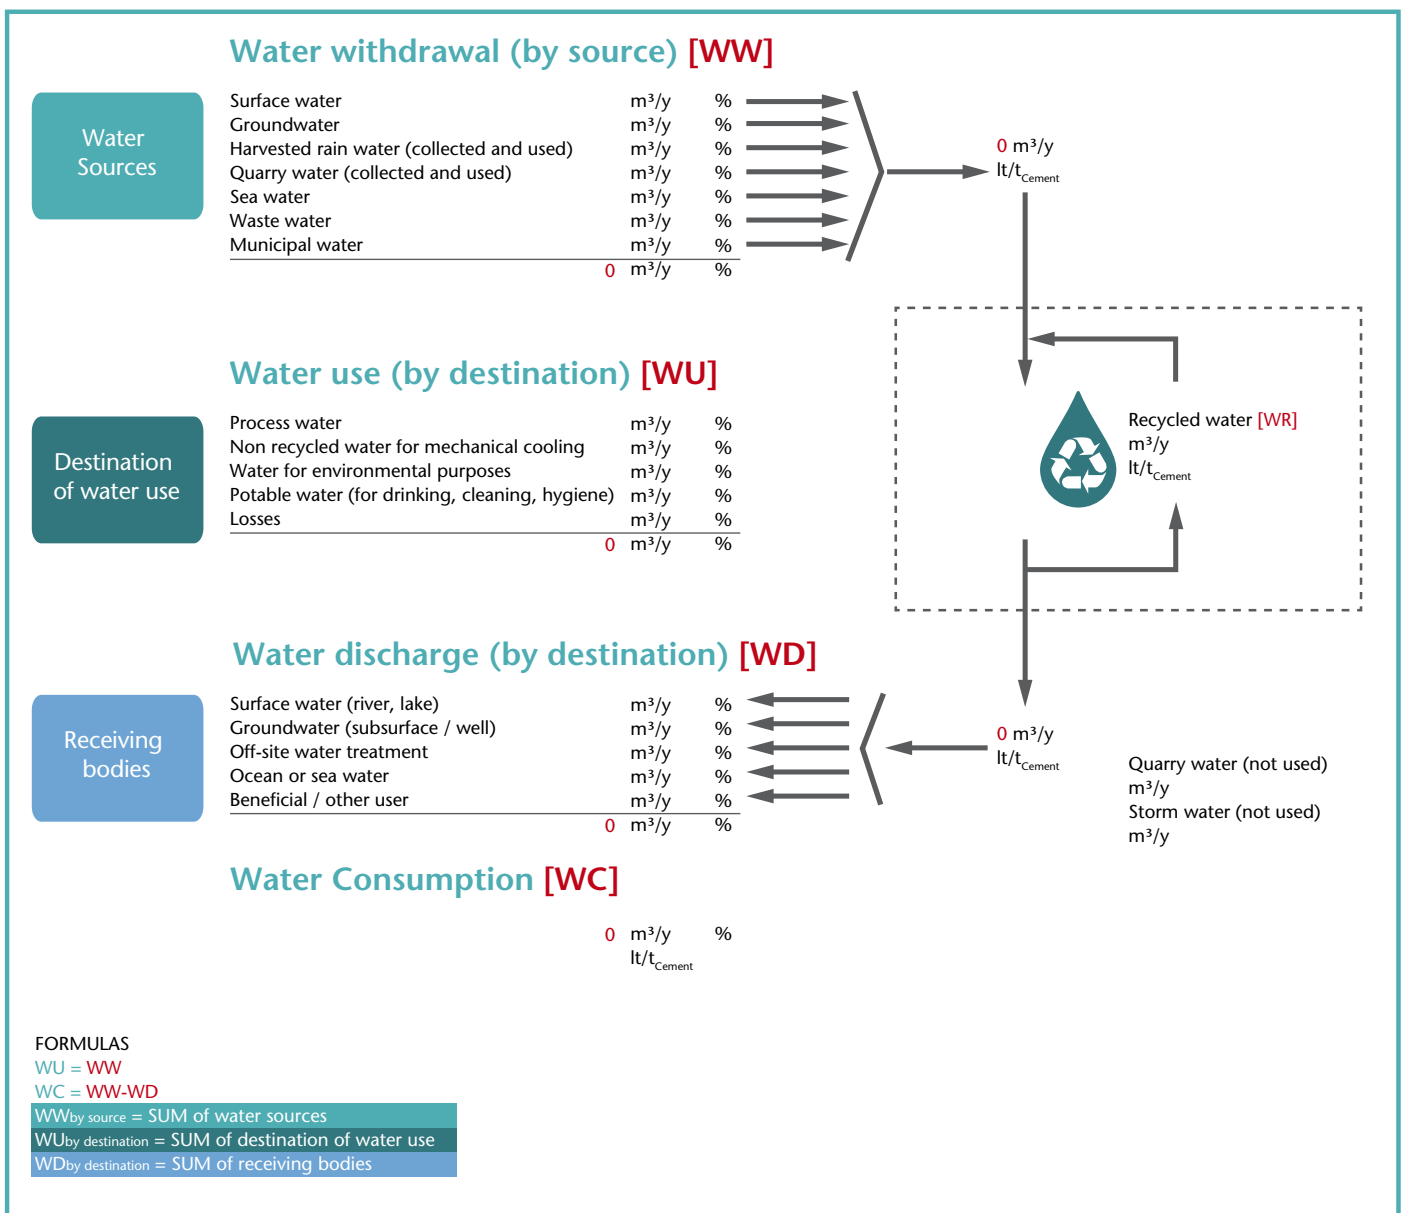 Water withdrawal (by source) [WW]
Water
Sources
Surface water m³/y %
Groundwater m³/y %
Harvested rain water (collected and used) m³/y %
Quarry water (collected and used) m³/y %
Sea water m³/y %
Waste water m³/y %
Municipal water m³/y %
0 m³/y %
0 m³/y
lt/tCement
Water use (by destination) [WU]
Destination
of water use
Process water m³/y %
Non recycled water for mechanical cooling m³/y %
Water for environmental purposes m³/y %
Potable water (for drinking, cleaning, hygiene) m³/y %
Losses m³/y %
0 m³/y %
Recycled water [WR]
m³/y
lt/tCement
Water discharge (by destination) [WD]
Receiving
bodies
Surface water (river, lake) m³/y %
Groundwater (subsurface / well) m³/y %
Off-site water treatment m³/y %
Ocean or sea water m³/y %
Beneficial / other user m³/y %
0 m³/y %
0 m³/y
lt/tCement
Quarry water (not used)
m³/y
Storm water (not used)
m³/y
Water Consumption [WC]
0 m³/y %
lt/tCement
FORMULAS
WU = WW
WC = WW-WD
WWby source = SUM of water sources
WUby destination = SUM of destination of water use
WDby destination = SUM of receiving bodies